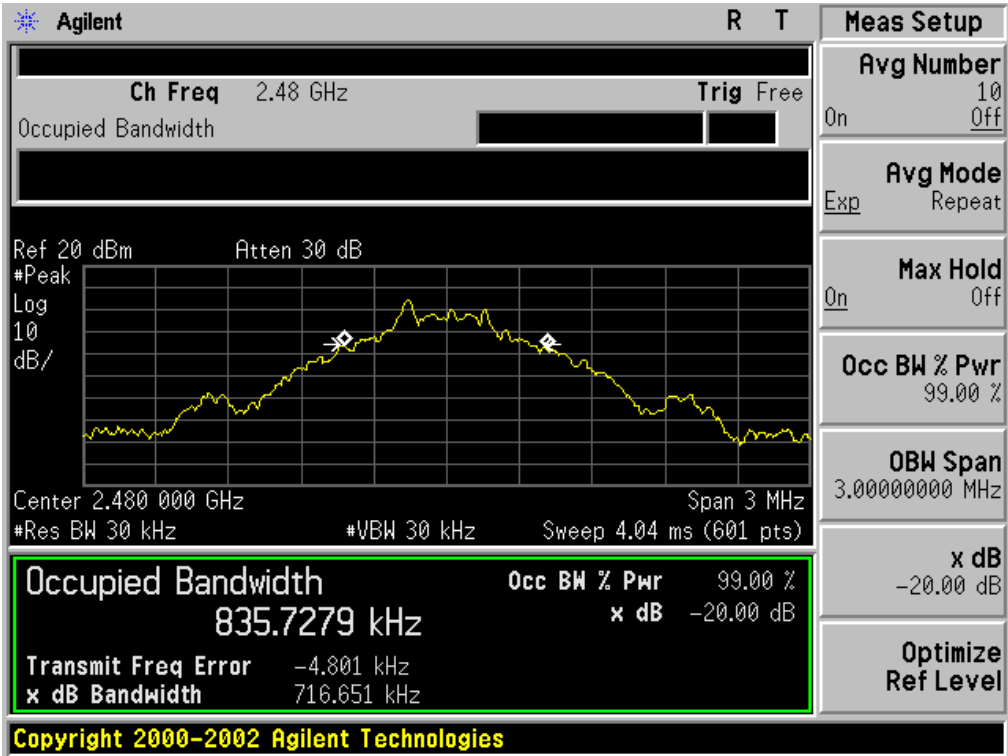 Agilent R T
Ch Freq 2.48 GHz Trig Free
Occupied Bandwidth
Ref 20 dBm Atten 30 dB
#Peak
Log
10
dB/
Center 2.480 000 GHz Span 3 MHz
#Res BW 30 kHz #VBW 30 kHz Sweep 4.04 ms (601 pts)
Occupied Bandwidth Occ BW % Pwr 99.00 %
835.7279 kHz x dB -20.00 dB
Transmit Freq Error -4.801 kHz
x dB Bandwidth 716.651 kHz
Copyright 2000-2002 Agilent Technologies
Meas Setup
Avg Number
10
On Off
Avg Mode
Exp Repeat
Max Hold
On Off
Occ BW % Pwr
99.00 %
OBW Span
3.00000000 MHz
x dB
-20.00 dB
Optimize
Ref Level